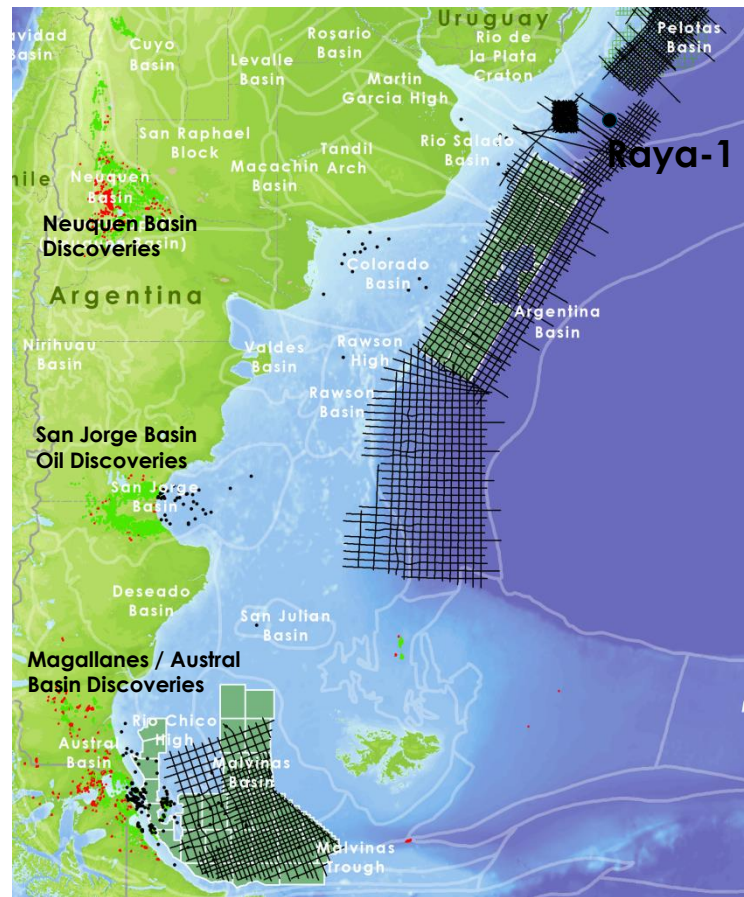 Uruguay
Pelotas
Basin
Cuyo
Basin
Rosario
Basin
Rio de
la Plata
Craton
Levalle
Basin
Martin
Garcia High
San Raphael
Block
Rio Salado
Basin
Raya-1
Tandil
Arch
Macachin
Basin
Neuquen
Basin
Neuquen Basin
Discoveries
Colorado
Basin
Argentina
Argentina
Basin
Nirihuau
Basin
Valdes
Basin
Rawson
High
Rawson
Basin
San Jorge Basin
Oil Discoveries
San Jorge
Basin
Deseado
Basin
San Julian
Basin
Magallanes / Austral
Basin Discoveries
Rio Chico
High
Austral
Basin
Malvinas
Basin
Malvinas
Trough